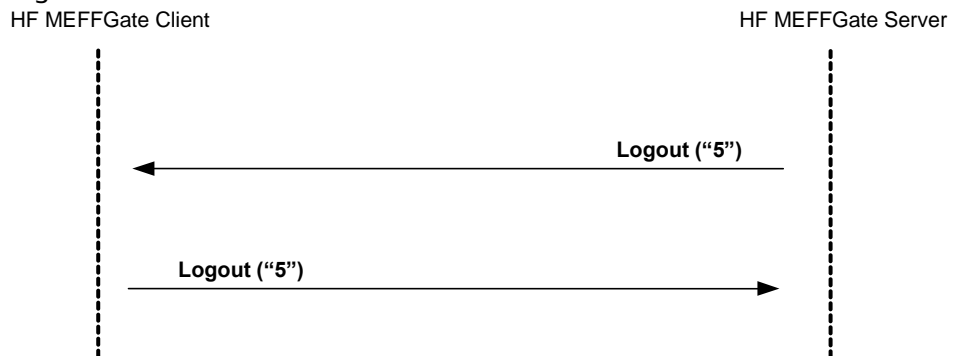 HF MEFFGate Client
HF MEFFGate Server
Logout (“5”)
Logout (“5”)